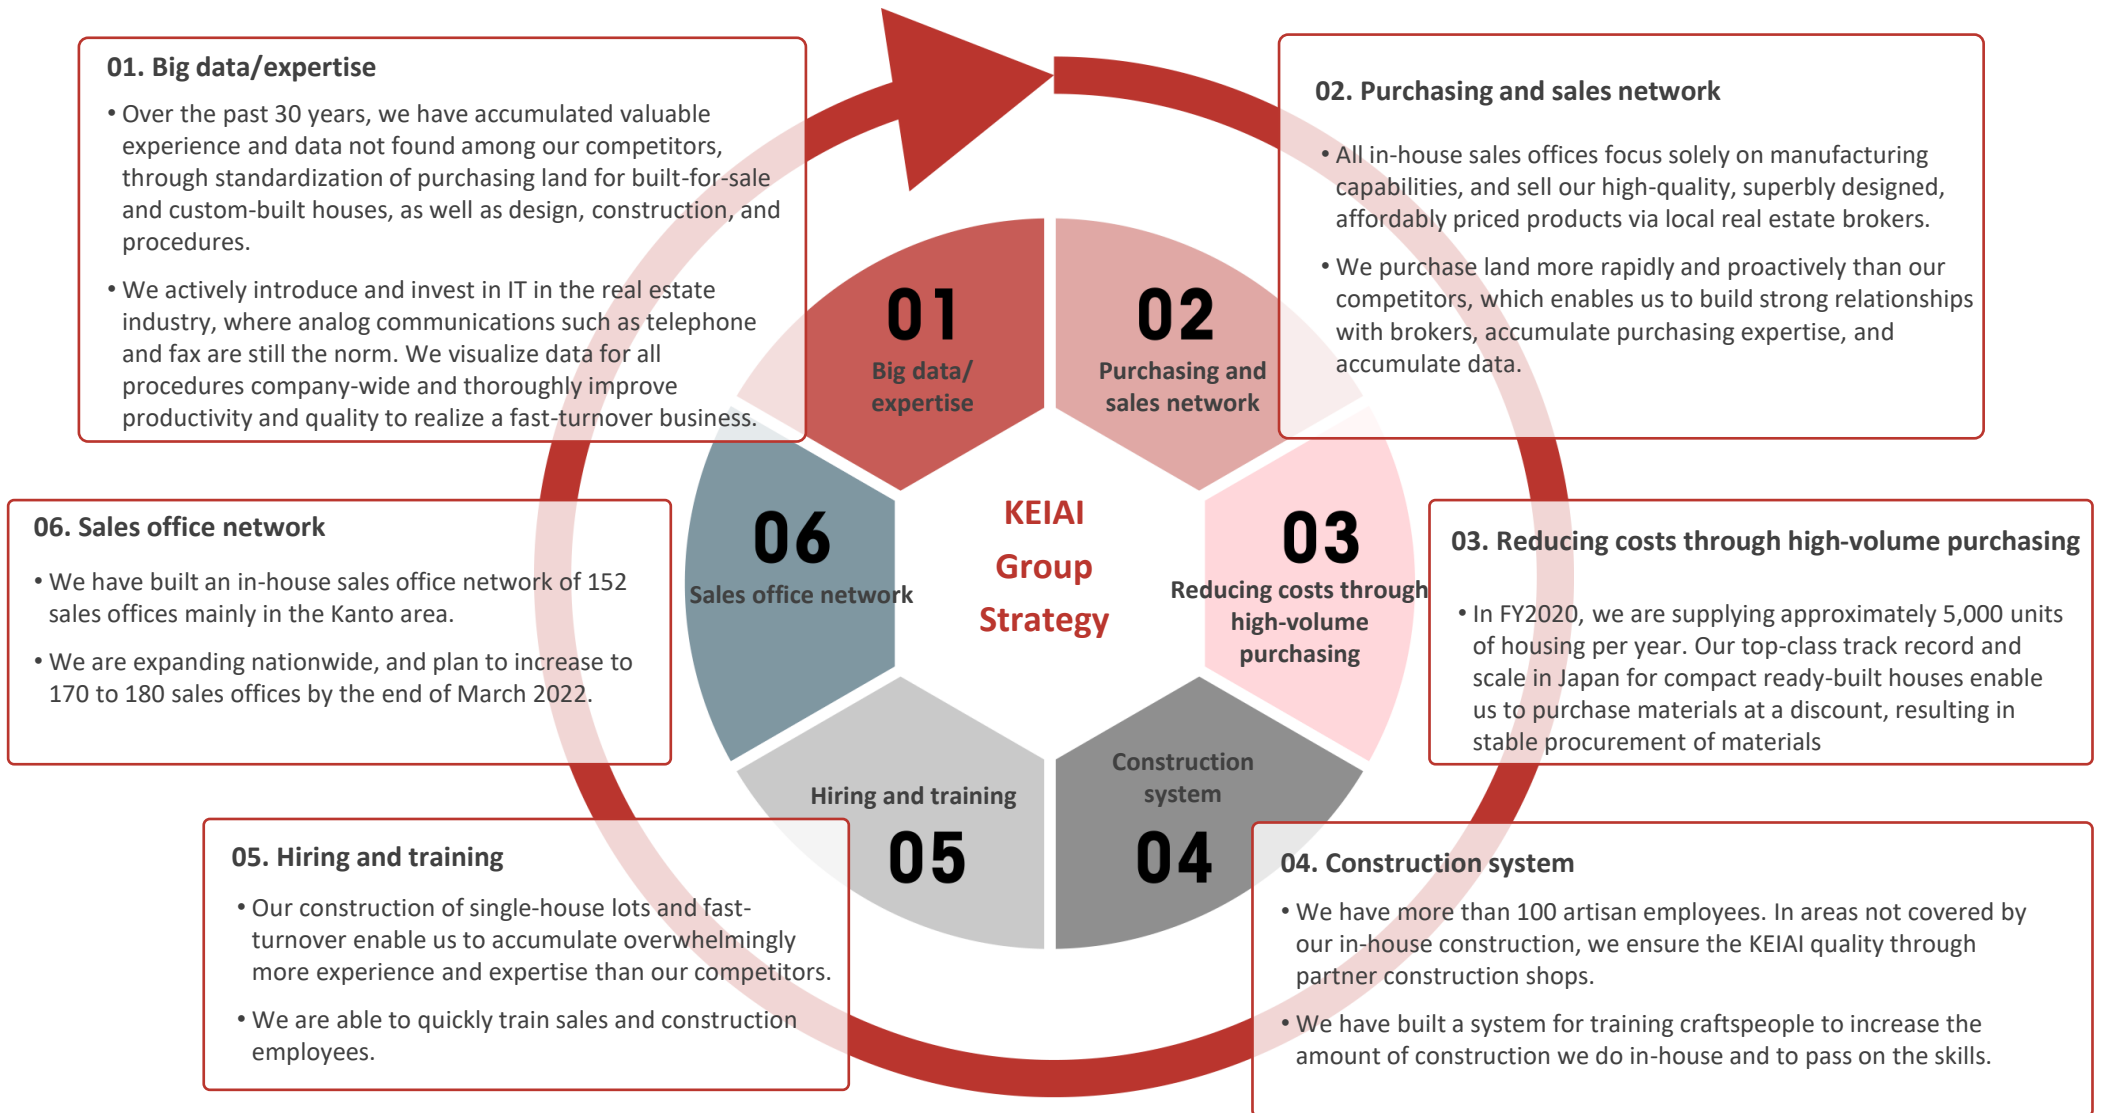 01. Big data/expertise
• Over the past 30 years, we have accumulated valuable
experience and data not found among our competitors,
through standardization of purchasing land for built-for-sale
and custom-built houses, as well as design, construction, and
procedures.
• We actively introduce and invest in IT in the real estate
industry, where analog communications such as telephone
and fax are still the norm. We visualize data for all
procedures company-wide and thoroughly improve
productivity and quality to realize a fast-turnover business.
02. Purchasing and sales network
• All in-house sales offices focus solely on manufacturing
capabilities, and sell our high-quality, superbly designed,
affordably priced products via local real estate brokers.
• We purchase land more rapidly and proactively than our
competitors, which enables us to build strong relationships
with brokers, accumulate purchasing expertise, and
accumulate data.
01
Big data/
expertise
02
Purchasing and
sales network
06. Sales office network
• We have built an in-house sales office network of 152
sales offices mainly in the Kanto area.
• We are expanding nationwide, and plan to increase to
170 to 180 sales offices by the end of March 2022.
06
Sales office network
KEIAI
Group
Strategy
03
Reducing costs through
high-volume
purchasing
03. Reducing costs through high-volume purchasing
• In FY2020, we are supplying approximately 5,000 units
of housing per year. Our top-class track record and
scale in Japan for compact ready-built houses enable
us to purchase materials at a discount, resulting in
stable procurement of materials
Hiring and training
05
Construction
system
04
05. Hiring and training
• Our construction of single-house lots and fast-
turnover enable us to accumulate overwhelmingly
more experience and expertise than our competitors.
• We are able to quickly train sales and construction
employees.
04. Construction system
• We have more than 100 artisan employees. In areas not covered by
our in-house construction, we ensure the KEIAI quality through
partner construction shops.
• We have built a system for training craftspeople to increase the
amount of construction we do in-house and to pass on the skills.